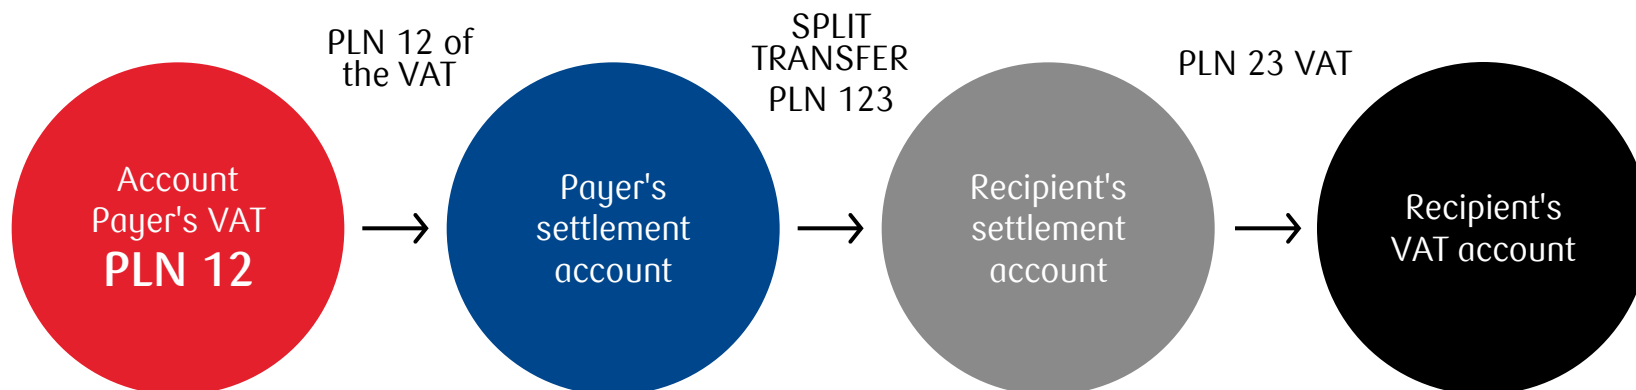 Account
Payer's VAT
PLN 12
PLN 12 of
the VAT
Payer's
settlement
account
SPLIT
TRANSFER
PLN 123
Recipient's
settlement
account
PLN 23 VAT
Recipient's
VAT account